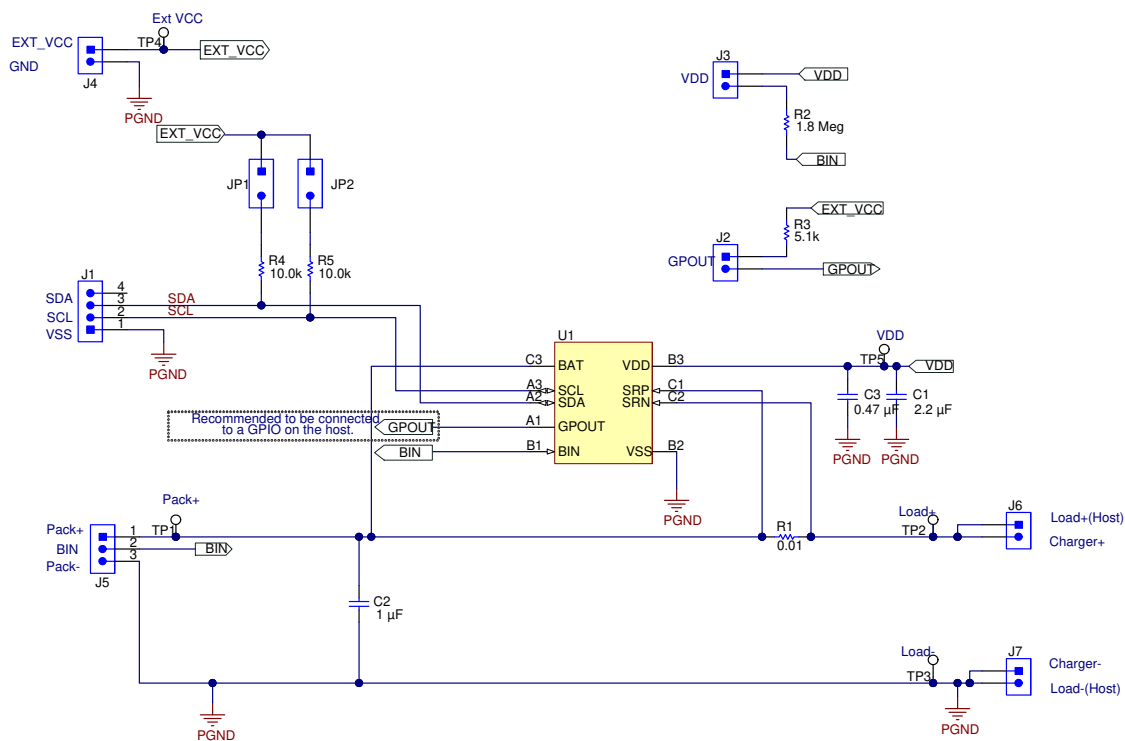 Ext VCC
TP4
EXT_VCC
EXT_VCC
GND
J4
PGND
EXT_VCC
JP1
JP2
R4
10.0k
R5
10.0k
J1
4
SDA
3
SDA
SCL
2
SCL
VSS
1
PGND
J3
VDD
VDD
R2
1.8 Meg
BIN
EXT_VCC
R3
5.1k
J2
GPOUT
GPOUT
U1
C3
BAT
VDD
B3
A3
SCL
SRP
C1
A2
SDA
SRN
C2
A1
GPOUT
B1
BIN
VSS
B2
PGND
Recommended to be connected
to a GPIO on the host.
GPOUT
BIN
VDD
TP5
VDD
C3
0.47 µF
C1
2.2 µF
PGND
PGND
Pack+
TP1
Pack+
1
BIN
2
BIN
Pack-
3
J5
R1
0.01
Load+
TP2
J6
Load+(Host)
Charger+
C2
1 µF
Load-
TP3
J7
Charger-
Load-(Host)
PGND
PGND